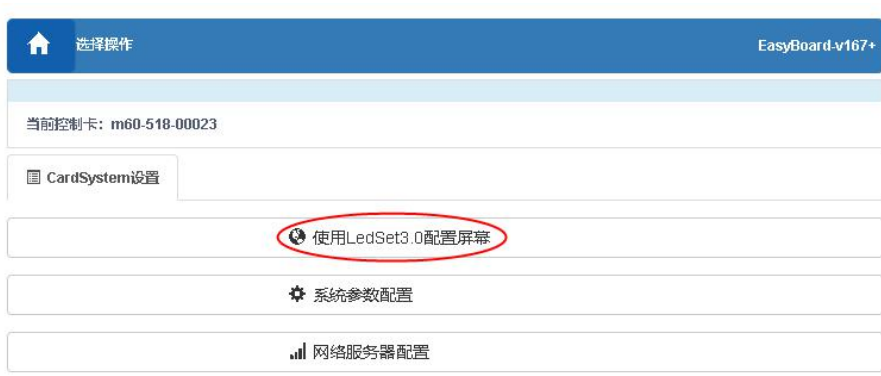 选择操作 EasyBoard-v167+
当前控制卡：m60-518-00023
CardSystem设置
使用LedSet3.0配置屏幕
系统参数配置
网络服务器配置